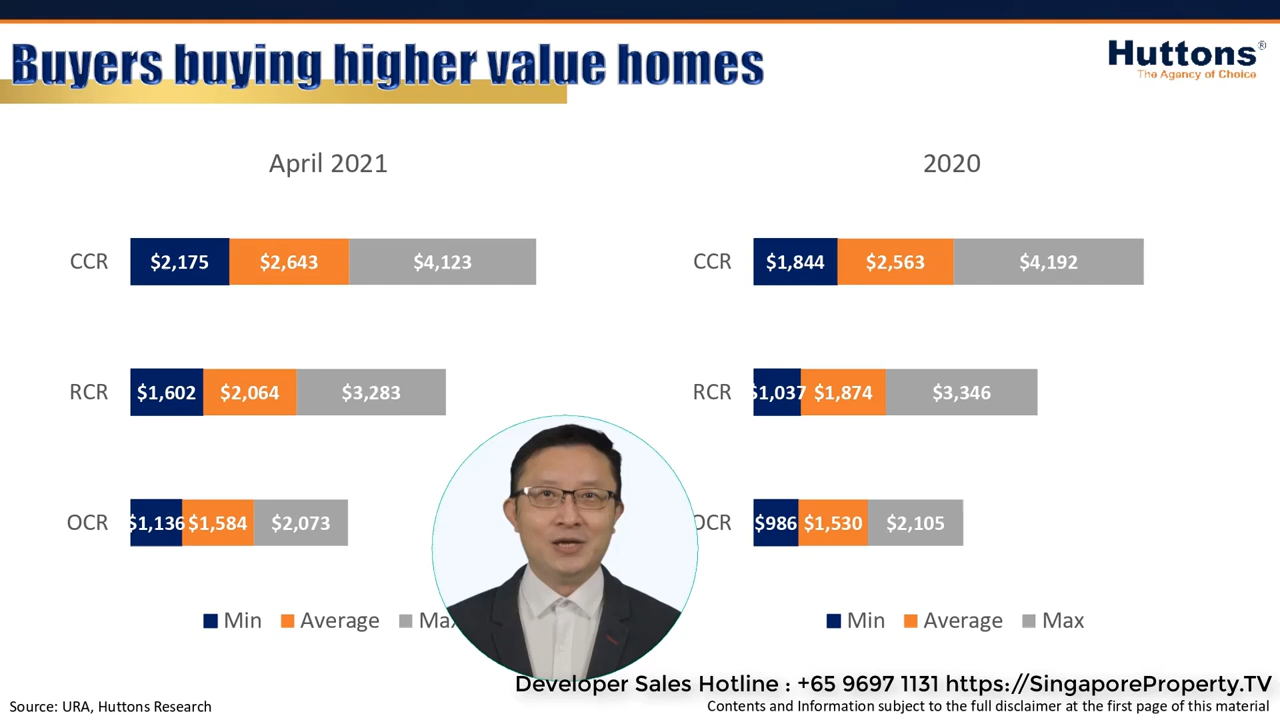 Buyers buying higher value homes
Huttons®
The Agency of Choice
April 2021
CCR $2,175 $2,643 $4,123
RCR $1,602 $2,064 $3,283
OCR $1,136 $1,584 $2,073
Min Average Max
2020
CCR $1,844 $2,563 $4,192
RCR $1,037 $1,874 $3,346
OCR $986 $1,530 $2,105
Min Average Max
Developer Sales Hotline : +65 9697 1131 https://SingaporeProperty.TV
Source: URA, Huttons Research
Contents and Information subject to the full disclaimer at the first page of this material